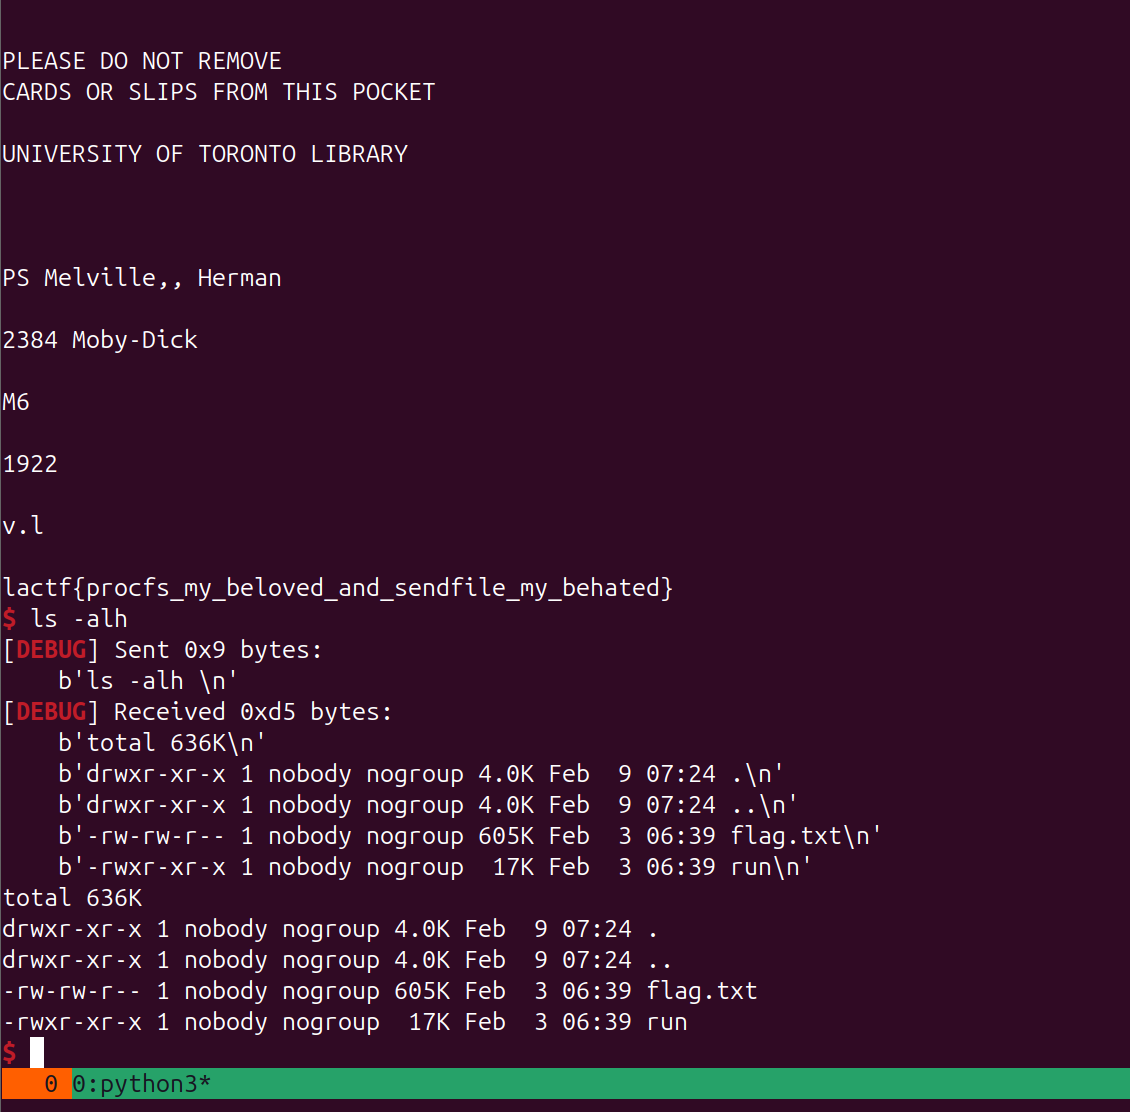 PLEASE DO NOT REMOVE
CARDS OR SLIPS FROM THIS POCKET
UNIVERSITY OF TORONTO LIBRARY
PS Melville,, Herman
2384 Moby-Dick
M6
1922
v.l
lactf{procfs_my_beloved_and_sendfile_my_behated}
$ ls -alh
[DEBUG] Sent 0x9 bytes:
    b'ls -alh \n'
[DEBUG] Received 0xd5 bytes:
    b'total 636K\n'
    b'drwxr-xr-x 1 nobody nogroup 4.0K Feb  9 07:24 .\n'
    b'drwxr-xr-x 1 nobody nogroup 4.0K Feb  9 07:24 ..\n'
    b'-rw-rw-r-- 1 nobody nogroup 605K Feb  3 06:39 flag.txt\n'
    b'-rwxr-xr-x 1 nobody nogroup  17K Feb  3 06:39 run\n'
total 636K
drwxr-xr-x 1 nobody nogroup 4.0K Feb  9 07:24 .
drwxr-xr-x 1 nobody nogroup 4.0K Feb  9 07:24 ..
-rw-rw-r-- 1 nobody nogroup 605K Feb  3 06:39 flag.txt
-rwxr-xr-x 1 nobody nogroup  17K Feb  3 06:39 run
$
0 0:python3*